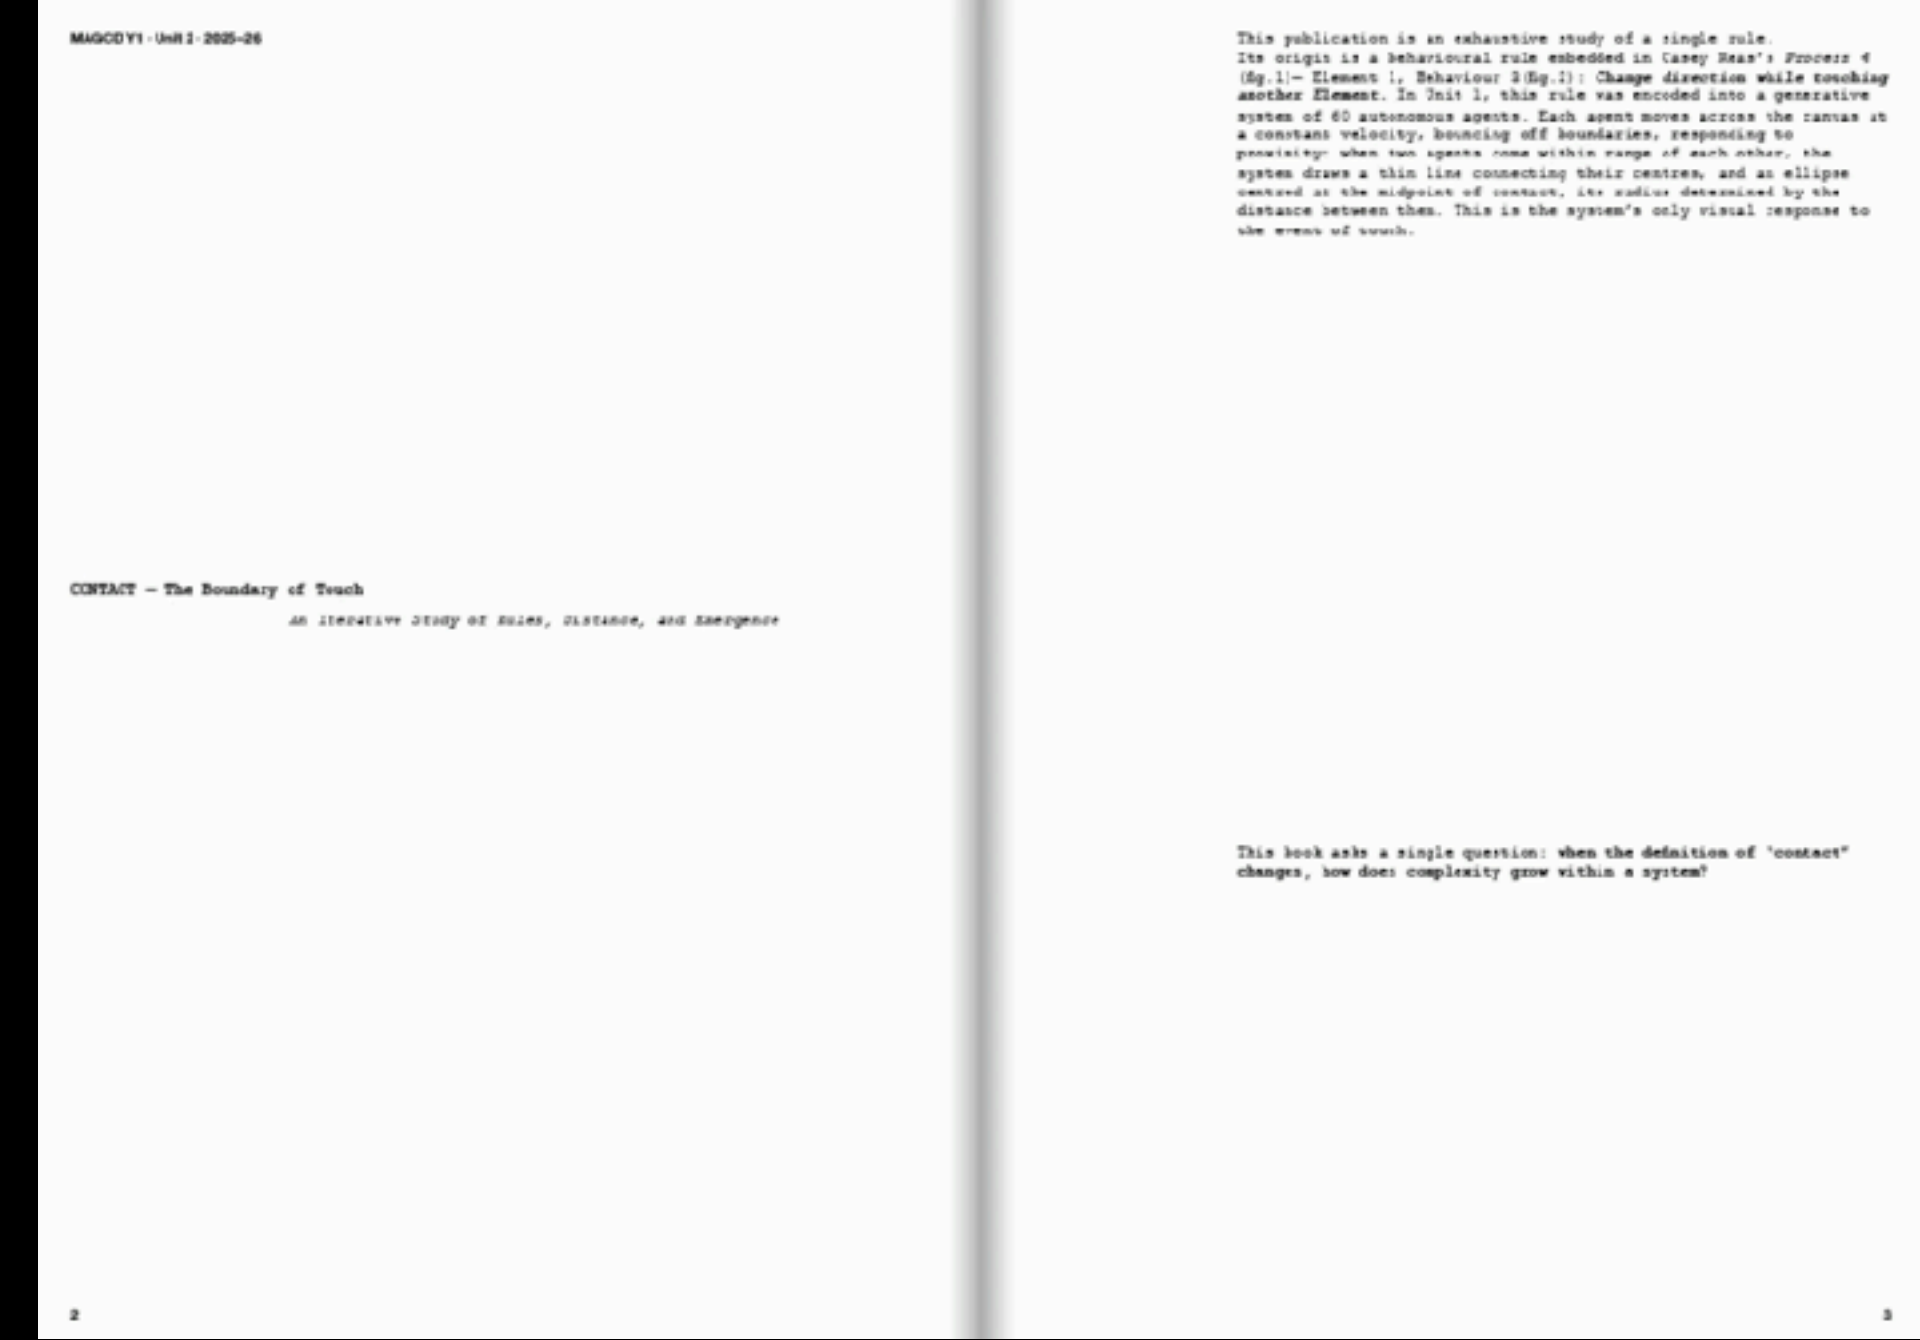 MAGCD Y1 - Unit 2 - 2025–26
CONTACT — The Boundary of Touch
An Iterative Study of Rules, Distance, and Emergence
2
This publication is an exhaustive study of a single rule.
Its origin is a behavioural rule embedded in Casey Reas's Process 4
(fig.1)— Element 1, Behaviour 3(fig.2): Change direction while touching
another Element. In Unit 1, this rule was encoded into a generative
system of 60 autonomous agents. Each agent moves across the canvas at
a constant velocity, bouncing off boundaries, responding to
proximity: when two agents come within range of each other, the
system draws a thin line connecting their centres, and an ellipse
centred at the midpoint of contact, its radius determined by the
distance between them. This is the system's only visual response to
the event of touch.
This book asks a single question: when the definition of "contact"
changes, how does complexity grow within a system?
3